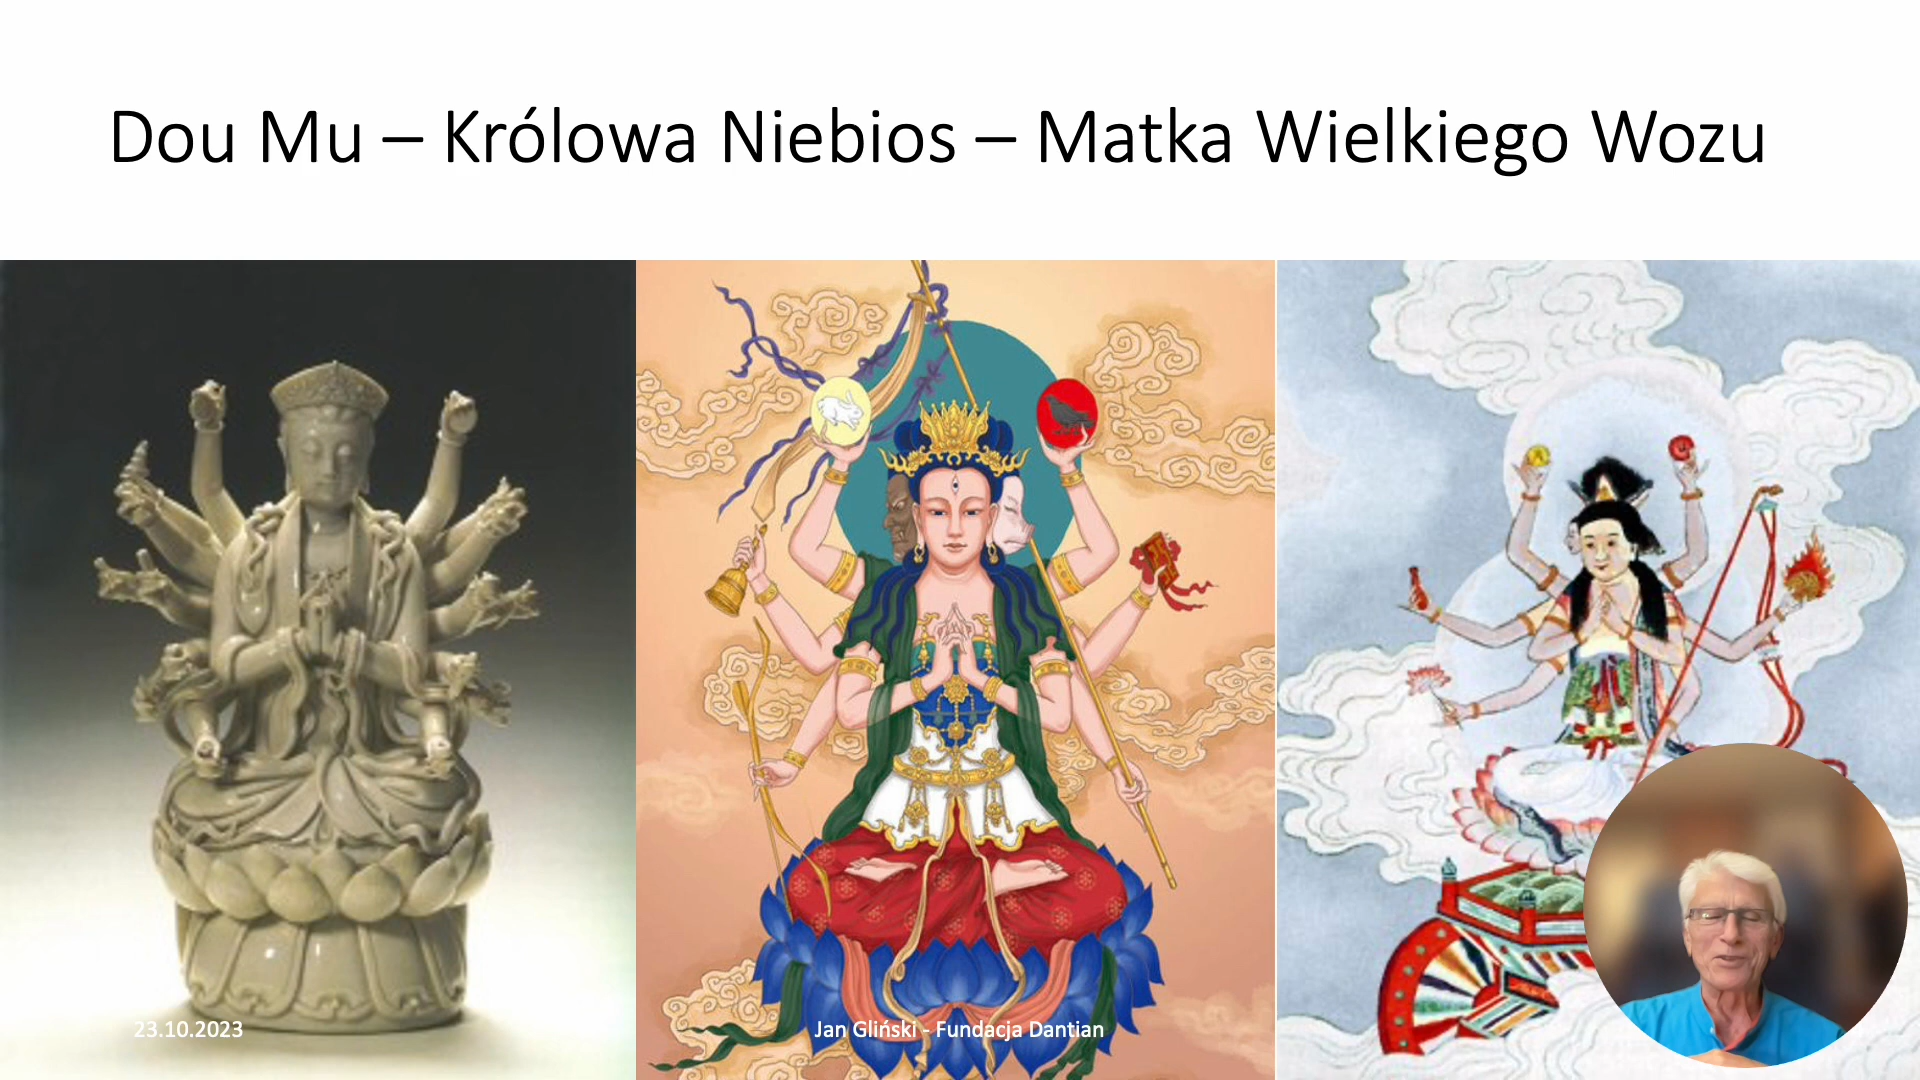 Dou Mu – Królowa Niebios – Matka Wielkiego Wozu
23.10.2023
Jan Gliński - Fundacja Dantian